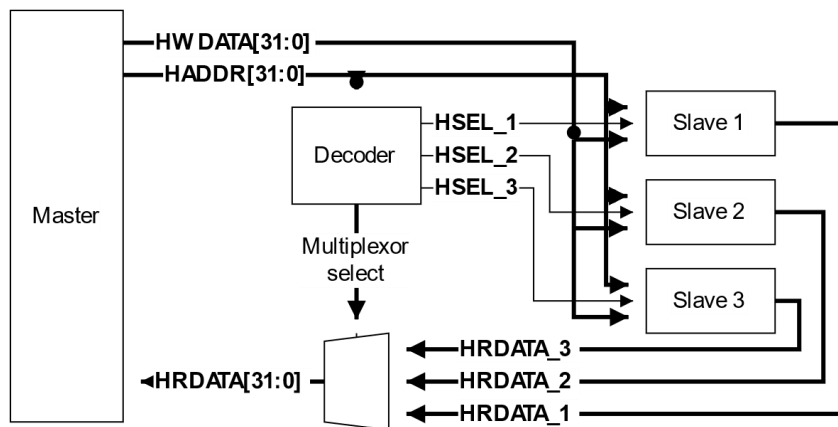 HWDATA[31:0]
HADDR[31:0]
HSEL_1
Slave 1
Decoder
HSEL_2
HSEL_3
Master
Slave 2
Multiplexor
select
Slave 3
HRDATA_3
HRDATA[31:0]
HRDATA_2
HRDATA_1